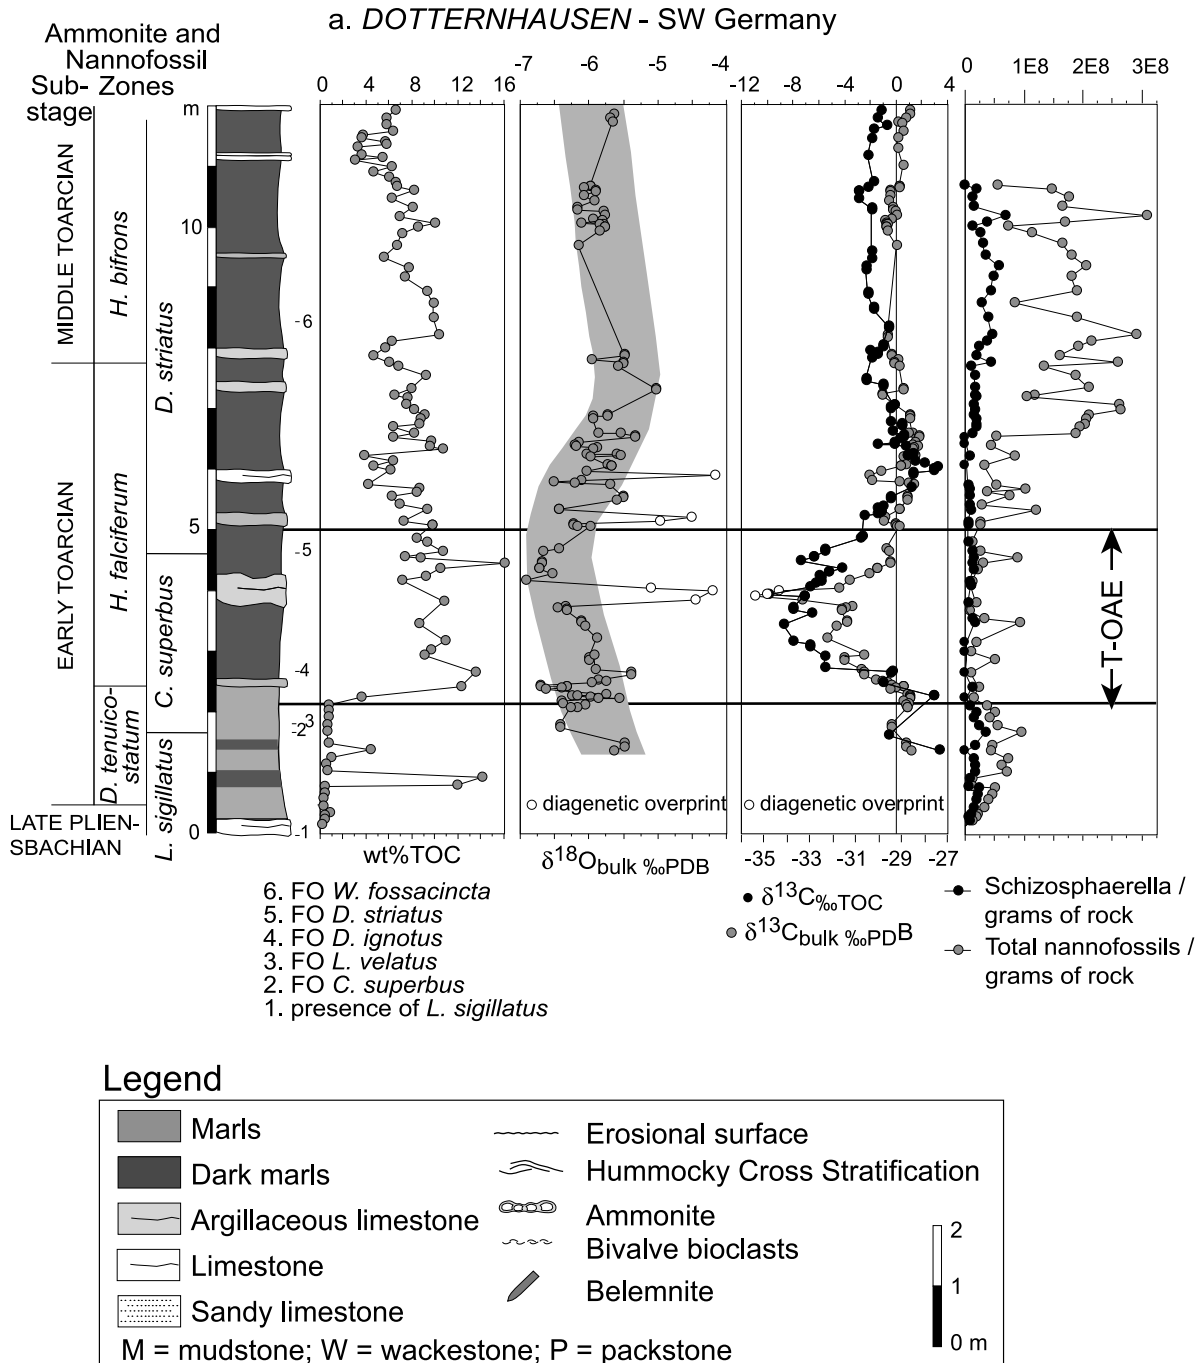 a. DOTTERNHAUSEN - SW Germany
Ammonite and
Nannofossil
Sub- Zones
stage
m
0 4 8 12 16
-7 -6 -5 -4
-12 -8 -4 0 4
0 1E8 2E8 3E8
MIDDLE TOARCIAN
EARLY TOARCIAN
LATE PLIEN-
SBACHIAN
H. bifrons
H. falciferum
D. tenuico-
statum
D. striatus
C. superbus
L. sigillatus
10
5
0
-6
-5
-4
-3
-2
-1
T-OAE
diagenetic overprint
diagenetic overprint
-35 -33 -31 -29 -27
wt%TOC
δ18Obulk ‰PDB
δ13C‰TOC
δ13Cbulk ‰PDB
Schizosphaerella /
grams of rock
Total nannofossils /
grams of rock
6. FO W. fossacincta
5. FO D. striatus
4. FO D. ignotus
3. FO L. velatus
2. FO C. superbus
1. presence of L. sigillatus
Legend
Marls
Dark marls
Argillaceous limestone
Limestone
Sandy limestone
Erosional surface
Hummocky Cross Stratification
Ammonite
Bivalve bioclasts
Belemnite
2
1
0 m
M = mudstone; W = wackestone; P = packstone